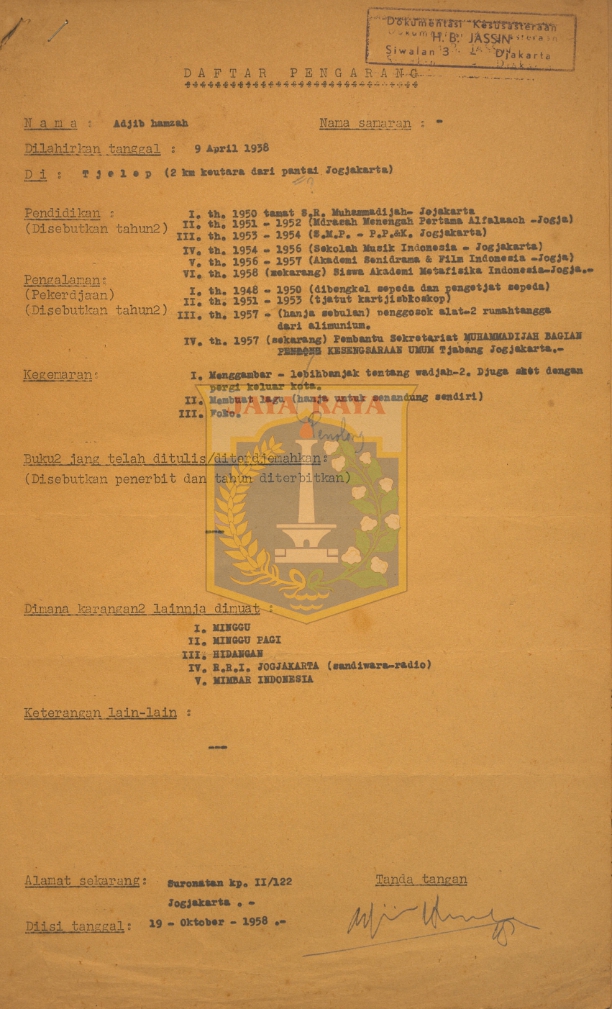 Dokumentasi Kesusasteraan
H.B. JASSIN
Siwalan 3 Djakarta
DAFTAR PENGARANG
Nama : Adjib hamzah Nama samaran : -
Dilahirkan tanggal : 9 April 1938
Di : Tjelep (2 km keutara dari pantai Jogjakarta)
Pendidikan : I. th. 1950 tamat S.R. Muhammadijah- Jojakarta
(Disebutkan tahun2) II. th. 1951 - 1952 (Mdrasah Menengah Pertama Alfalaach -Jogja)
III. th. 1953 - 1954 (S.M.P. - P.P.&K. Jogjakarta)
IV. th. 1954 - 1956 (Sekolah Musik Indonesia - Jogjakarta)
V. th. 1956 - 1957 (Akademi Senidrama & Film Indonesia -Jogja)
VI. th. 1958 (sekarang) Siswa Akademi Metafisika Indonesia-Jogja.-
Pengalaman:
(Pekerdjaan) I. th. 1948 - 1950 (dibengkel sepeda dan pengetjat sepeda)
(Disebutkan tahun2) II. th. 1951 - 1953 (tjatut kartjisbkoskop)
III. th. 1957 - (hanja sebulan) penggosok alat-2 rumahtangga
dari alimunium.
IV. th. 1957 (sekarang) Pembantu Sekretariat MUHAMMADIJAH BAGIAN
KESENGSARAAN UMUM Tjabang Jogjakarta.-
Kegemaran: I. Menggambar - lebihbanjak tentang wadjah-2. Djuga sket dengan
pergi keluar kota.
II. Membuat lagu (hanja untuk senandung sendiri)
III. Foto.
JAYA RAYA
Buku2 jang telah ditulis/diterdjemahkan:
(Disebutkan penerbit dan tahun diterbitkan)
---
Dimana karangan2 lainnja dimuat :
I. MINGGU
II. MINGGU PAGI
III. HIDANGAN
IV. R.R.I. JOGJAKARTA (sandiwara-radio)
V. MIMBAR INDONESIA
Keterangan lain-lain :
---
Alamat sekarang: Suronatan kp. II/122 Tanda tangan
Jogjakarta . -
Diisi tanggal: 19 - Oktober - 1958 .-